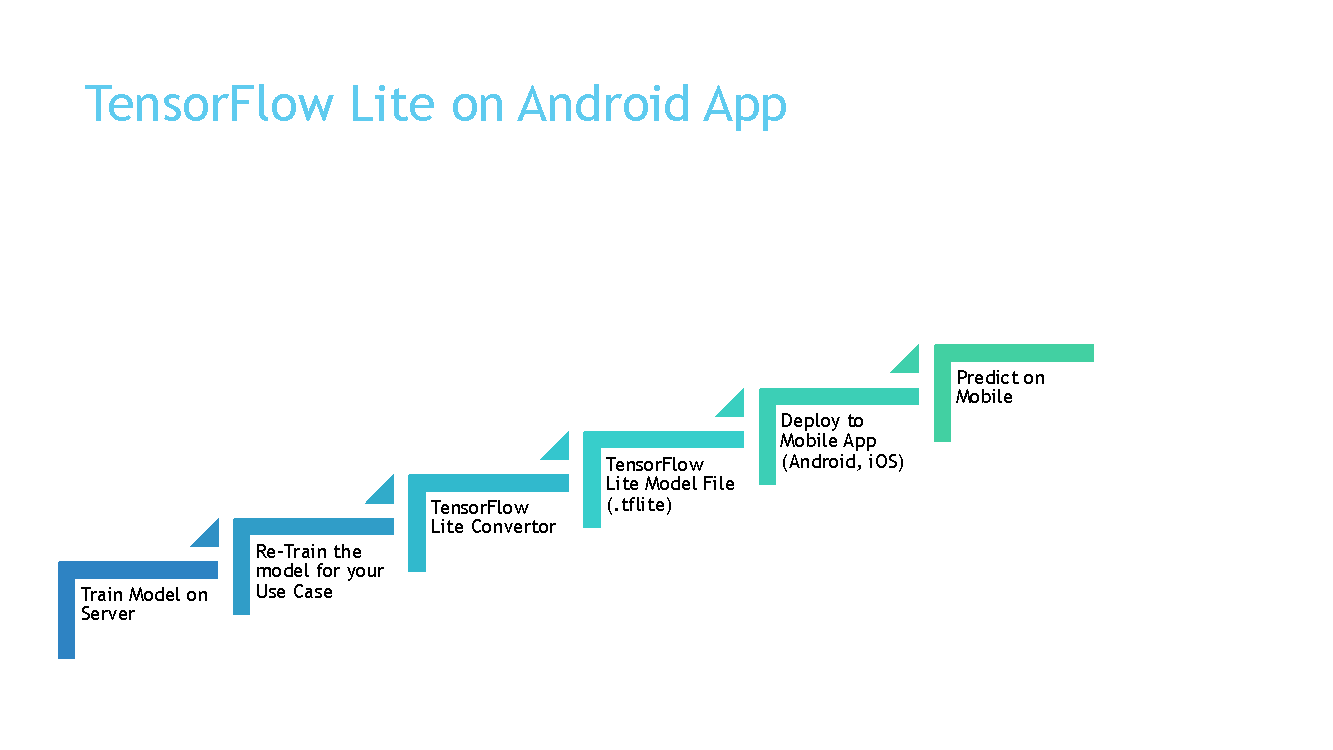 TensorFlow Lite on Android App
Train Model on
Server
Re-Train the
model for your
Use Case
TensorFlow
Lite Convertor
TensorFlow
Lite Model File
(.tflite)
Deploy to
Mobile App
(Android, iOS)
Predict on
Mobile